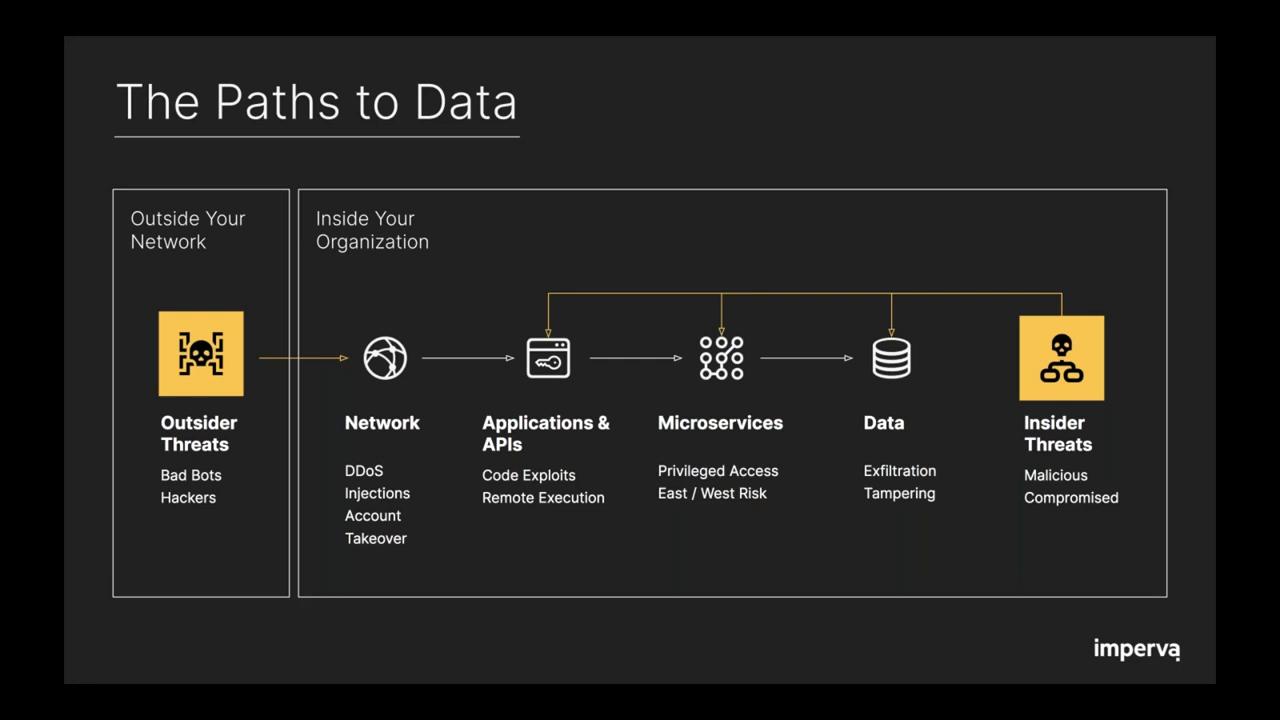 The Paths to Data
Outside Your
Network
Inside Your
Organization
Outsider
Threats
Bad Bots
Hackers
Network
DDoS
Injections
Account
Takeover
Applications &
APIs
Code Exploits
Remote Execution
Microservices
Privileged Access
East / West Risk
Data
Exfiltration
Tampering
Insider
Threats
Malicious
Compromised
imperva